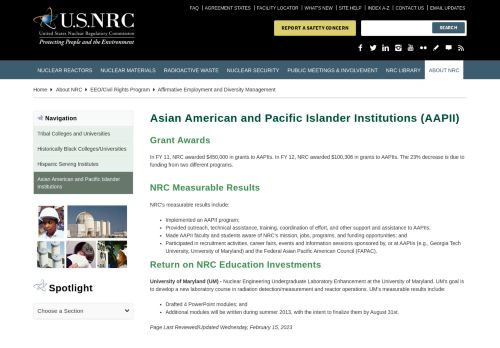 FAQ | AGREEMENT STATES | FACILITY LOCATOR | WHAT'S NEW | SITE HELP | INDEX A-Z | CONTACT US | EMAIL UPDATES
U.S.NRC
United States Nuclear Regulatory Commission
Protecting People and the Environment
REPORT A SAFETY CONCERN
SEARCH
NUCLEAR REACTORS NUCLEAR MATERIALS RADIOACTIVE WASTE NUCLEAR SECURITY PUBLIC MEETINGS & INVOLVEMENT NRC LIBRARY ABOUT NRC
Home > About NRC > EEO/Civil Rights Program > Affirmative Employment and Diversity Management
Navigation
Tribal Colleges and Universities
Historically Black Colleges/Universities
Hispanic Serving Institutes
Asian American and Pacific Islander
Institutions
Spotlight
Choose a Section
Asian American and Pacific Islander Institutions (AAPII)
Grant Awards
In FY 11, NRC awarded $450,000 in grants to AAPIIs. In FY 12, NRC awarded $100,306 in grants to AAPIIs. The 23% decrease is due to
funding from two different programs.
NRC Measurable Results
NRC's measurable results include:
Implemented an AAPII program;
Provided outreach, technical assistance, training, coordination of effort, and other support and assistance to AAPIIs;
Made AAPII faculty and students aware of NRC's mission, jobs, programs, and funding opportunities; and
Participated in recruitment activities, career fairs, events and information sessions sponsored by, or at AAPIIs (e.g., Georgia Tech
University, University of Maryland) and the Federal Asian Pacific American Council (FAPAC).
Return on NRC Education Investments
University of Maryland (UM) - Nuclear Engineering Undergraduate Laboratory Enhancement at the University of Maryland. UM's goal is
to develop a new laboratory course in radiation detection/measurement and reactor operations. UM's measurable results include:
Drafted 4 PowerPoint modules; and
Additional modules will be written during summer 2013, with the intent to finalize them by August 31st.
Page Last Reviewed/Updated Wednesday, February 15, 2023